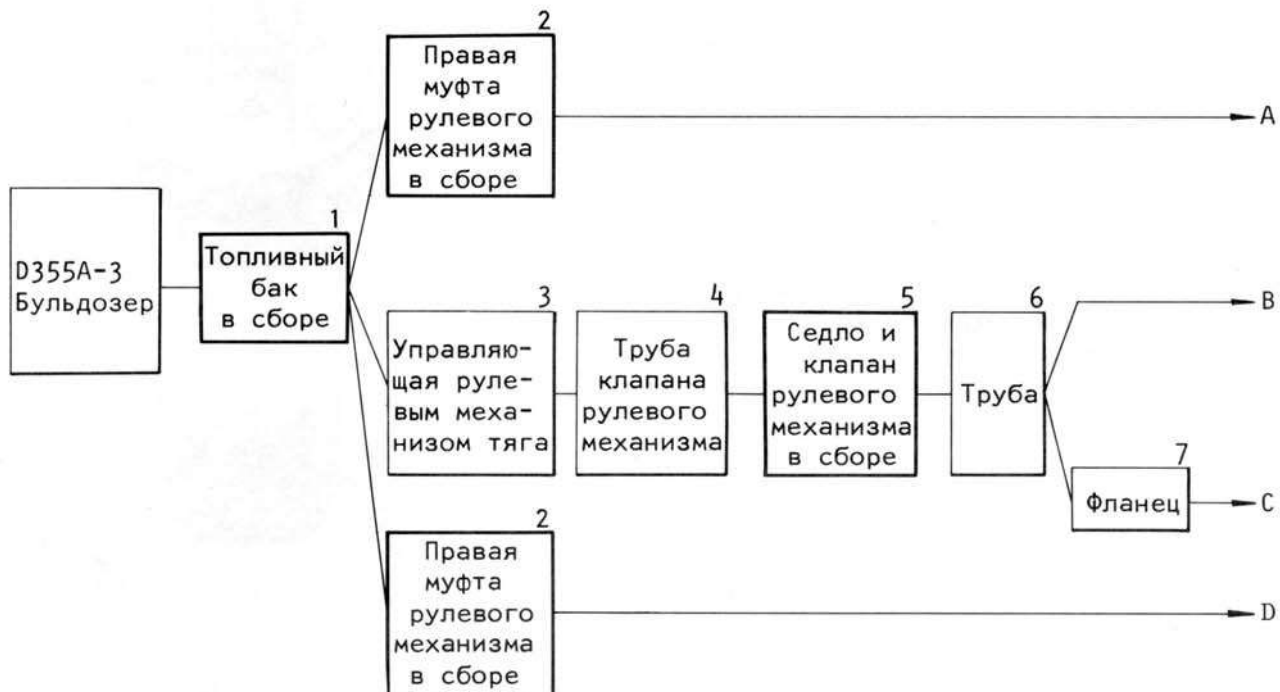 2
Правая
муфта
рулевого
механизма
в сборе
A
D355A-3
Бульдозер
1
Топливный
бак
в сборе
3
Управляю-
щая руле-
вым меха-
низом тяга
4
Труба
клапана
рулевого
механизма
5
Седло и
клапан
рулевого
механизма
в сборе
6
Труба
B
7
Фланец
C
2
Правая
муфта
рулевого
механизма
в сборе
D